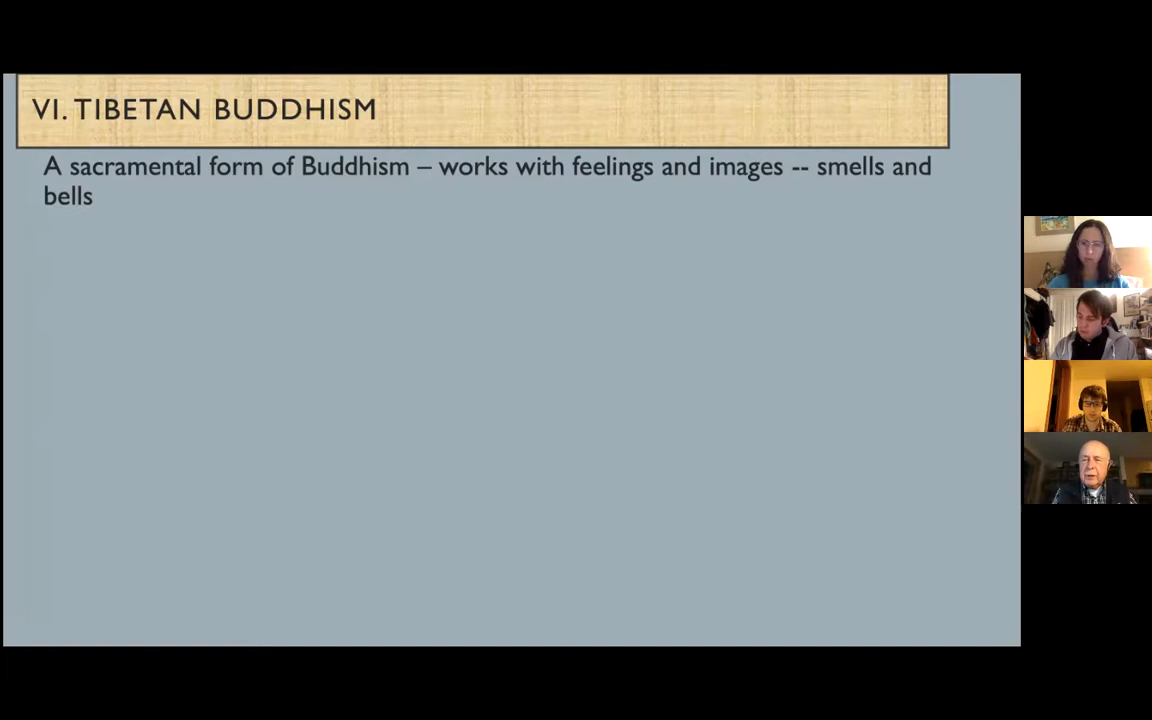 VI. TIBETAN BUDDHISM
A sacramental form of Buddhism – works with feelings and images -- smells and
bells